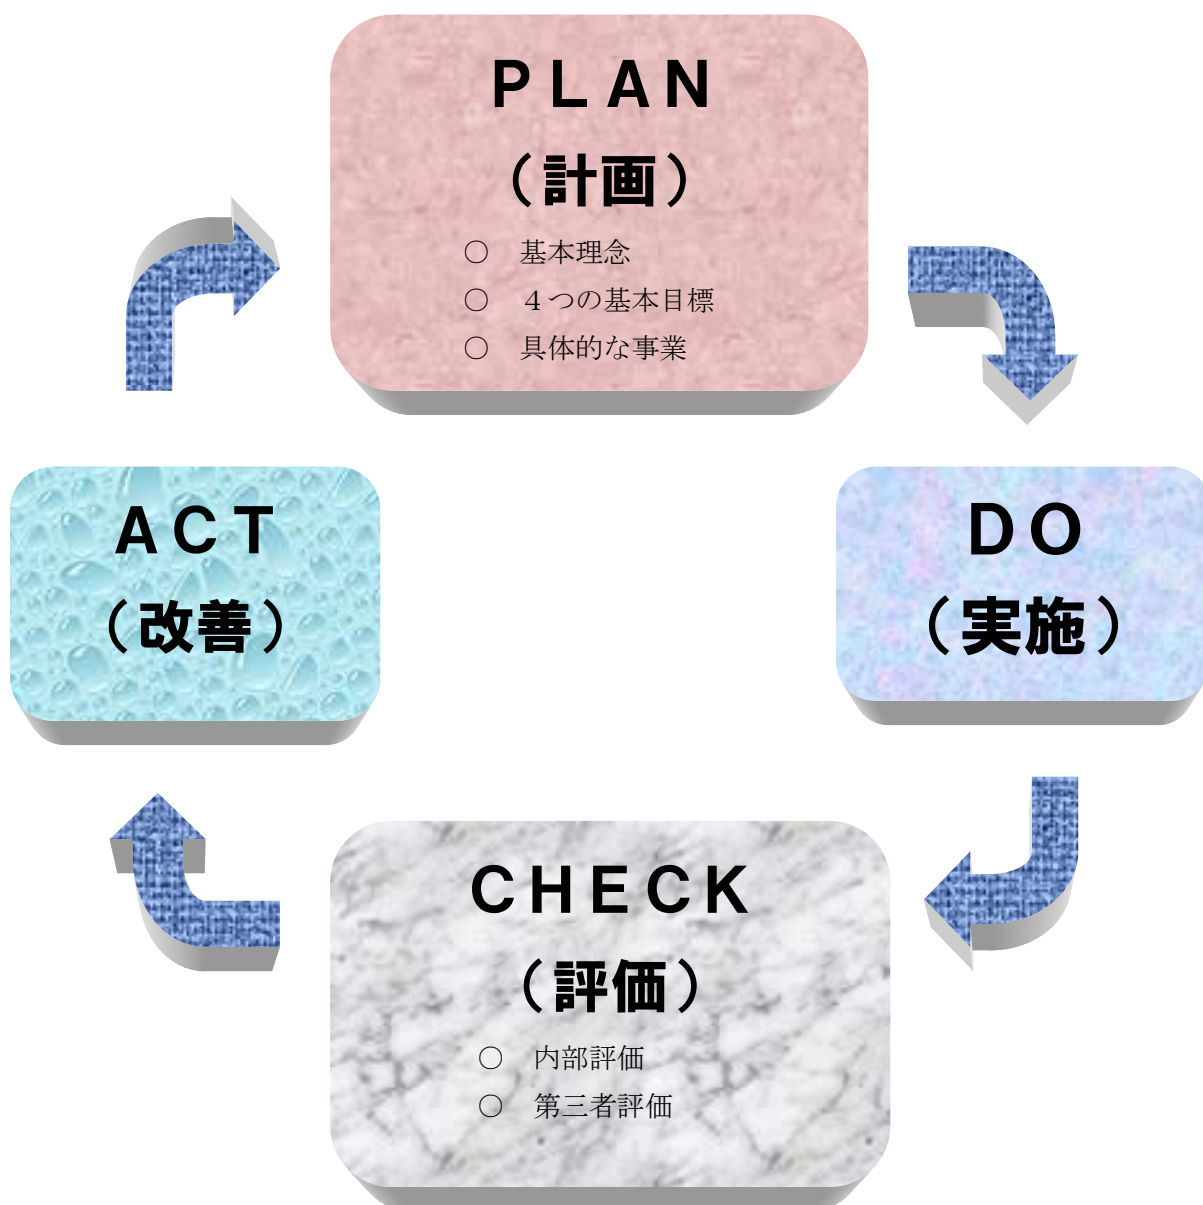 ＰＬＡＮ
（計画）
○　基本理念
○　４つの基本目標
○　具体的な事業
ＡＣＴ
（改善）
ＤＯ
（実施）
ＣＨＥＣＫ
（評価）
○　内部評価
○　第三者評価